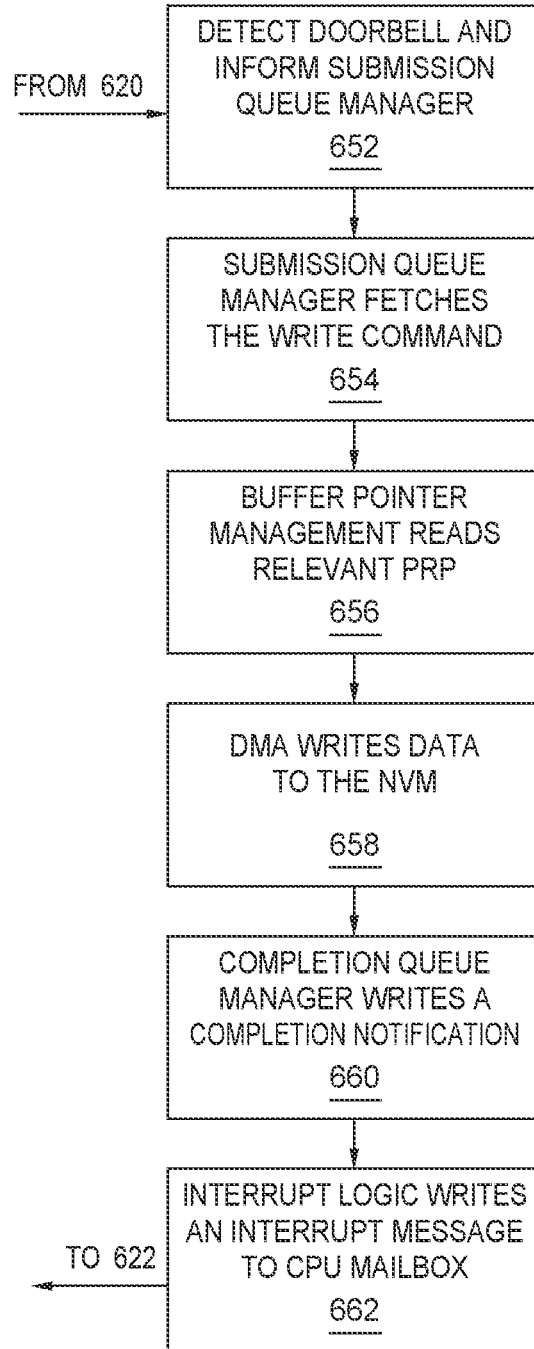 DETECT DOORBELL AND
INFORM SUBMISSION
QUEUE MANAGER
652
FROM 620
SUBMISSION QUEUE
MANAGER FETCHES
THE WRITE COMMAND
654
BUFFER POINTER
MANAGEMENT READS
RELEVANT PRP
656
DMA WRITES DATA
TO THE NVM
658
COMPLETION QUEUE
MANAGER WRITES A
COMPLETION NOTIFICATION
660
INTERRUPT LOGIC WRITES
AN INTERRUPT MESSAGE
TO CPU MAILBOX
662
TO 622